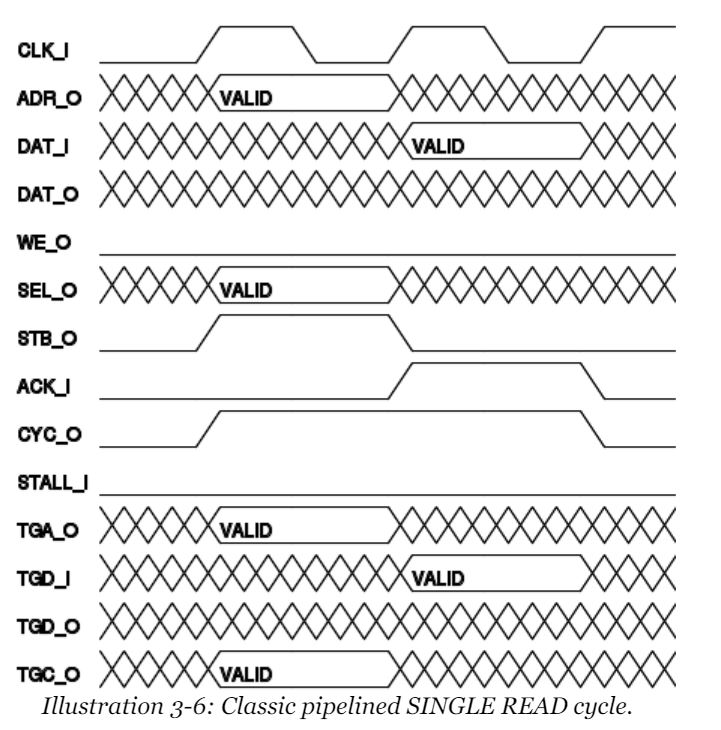 CLK_I
ADR_O VALID
DAT_I VALID
DAT_O
WE_O
SEL_O VALID
STB_O
ACK_I
CYC_O
STALL_I
TGA_O VALID
TGD_I VALID
TGD_O
TGC_O VALID
Illustration 3-6: Classic pipelined SINGLE READ cycle.